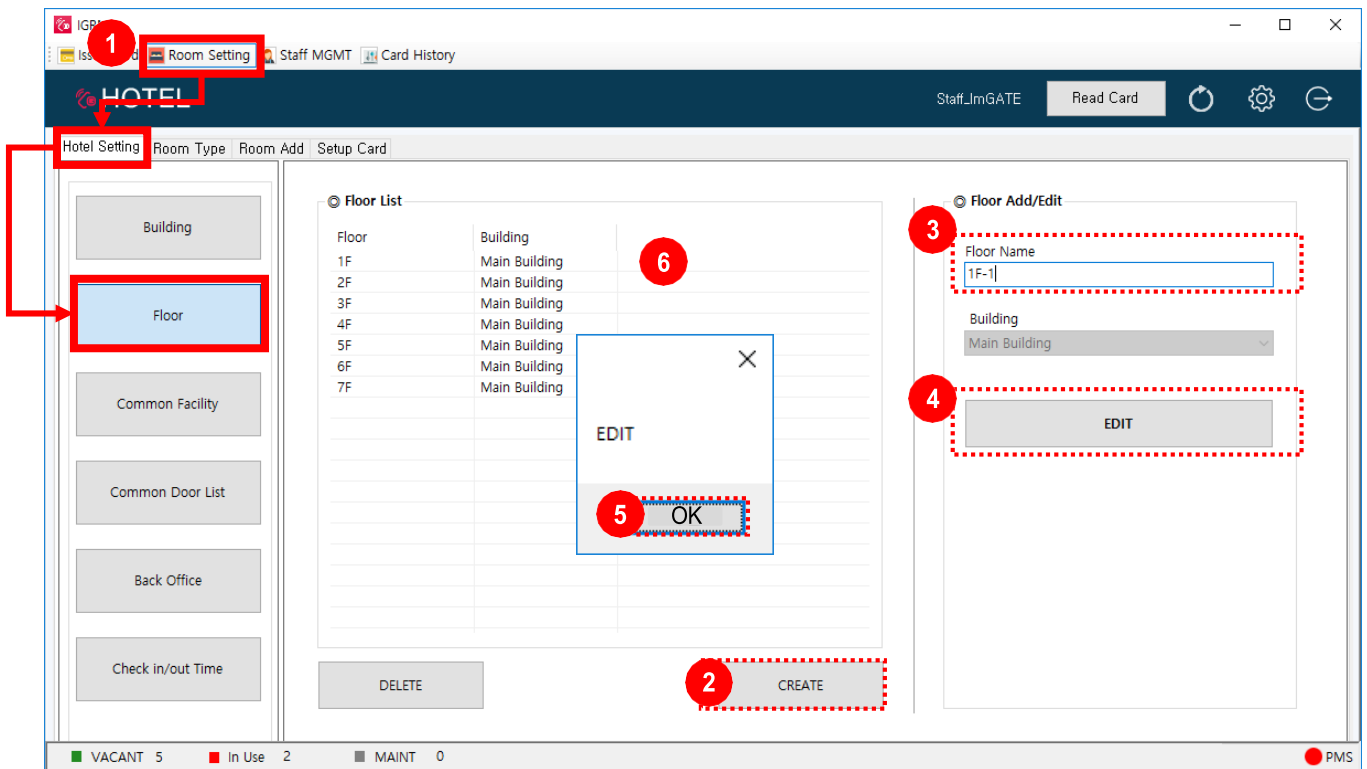 IGR
1
Iss d Room Setting Staff MGMT Card History
HOTEL
Staff_ImGATE Read Card
Hotel Setting Room Type Room Add Setup Card
Building
Floor
Common Facility
Common Door List
Back Office
Check in/out Time
Floor List
Floor Building
1F Main Building
2F Main Building
3F Main Building
4F Main Building
5F Main Building
6F Main Building
7F Main Building
6
EDIT
5 OK
DELETE
2 CREATE
Floor Add/Edit
3
Floor Name
1F-1
Building
Main Building
4
EDIT
VACANT 5 In Use 2 MAINT 0 PMS